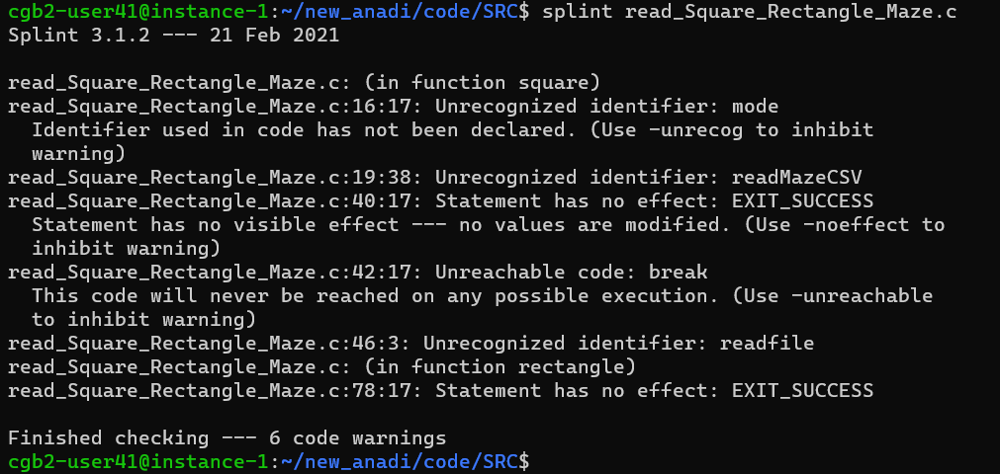 cgb2-user41@instance-1:~/new_anadi/code/SRC$ splint read_Square_Rectangle_Maze.c
Splint 3.1.2 --- 21 Feb 2021
read_Square_Rectangle_Maze.c: (in function square)
read_Square_Rectangle_Maze.c:16:17: Unrecognized identifier: mode
  Identifier used in code has not been declared. (Use -unrecog to inhibit
  warning)
read_Square_Rectangle_Maze.c:19:38: Unrecognized identifier: readMazeCSV
read_Square_Rectangle_Maze.c:40:17: Statement has no effect: EXIT_SUCCESS
  Statement has no visible effect --- no values are modified. (Use -noeffect to
  inhibit warning)
read_Square_Rectangle_Maze.c:42:17: Unreachable code: break
  This code will never be reached on any possible execution. (Use -unreachable
  to inhibit warning)
read_Square_Rectangle_Maze.c:46:3: Unrecognized identifier: readfile
read_Square_Rectangle_Maze.c: (in function rectangle)
read_Square_Rectangle_Maze.c:78:17: Statement has no effect: EXIT_SUCCESS
Finished checking --- 6 code warnings
cgb2-user41@instance-1:~/new_anadi/code/SRC$